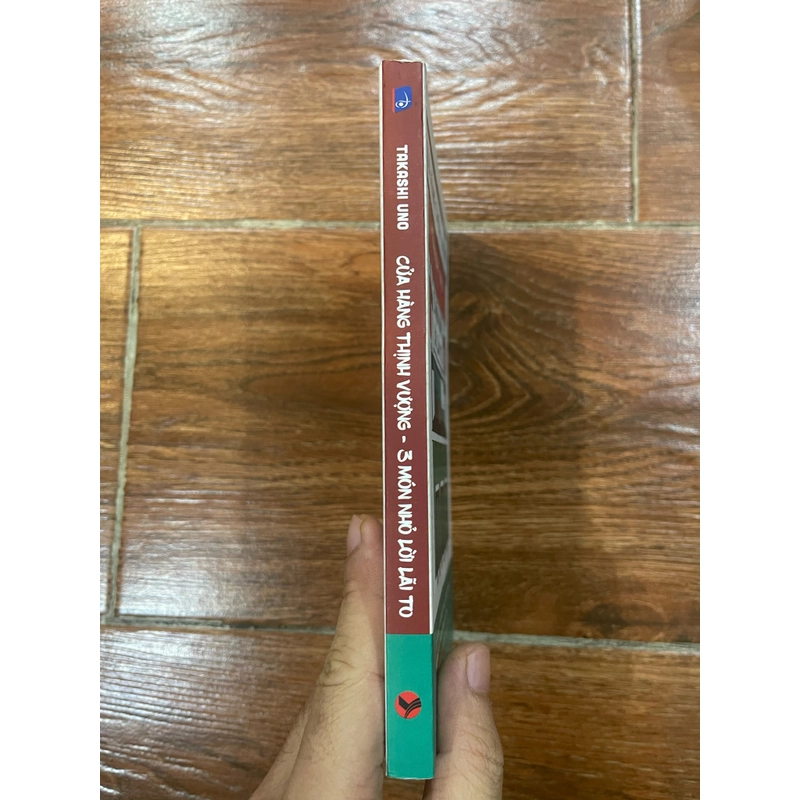 TAKASHI UNO
CỬA HÀNG THỊNH VƯỢNG - 3 MÓN NHỎ LỜI LÃI TO